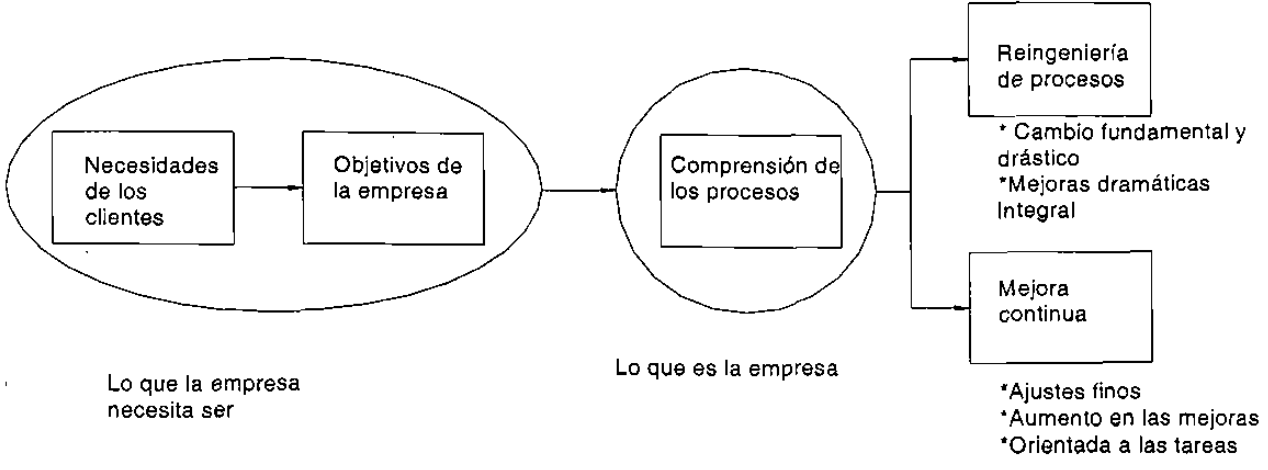 Necesidades
de los
clientes
Objetivos de
la empresa
Lo que la empresa
necesita ser
Comprensión de
los procesos
Lo que es la empresa
Reingeniería
de procesos
* Cambio fundamental y
drástico
*Mejoras dramáticas
Integral
Mejora
continua
*Ajustes finos
*Aumento en las mejoras
*Orientada a las tareas